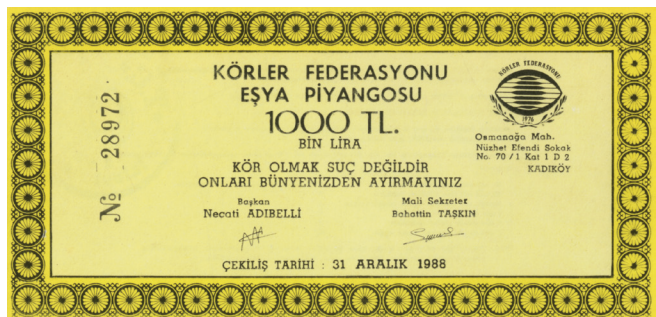 KÖRLER FEDERASYONU
EŞYA PİYANGOSU
1000 TL.
BİN LİRA
KÖR OLMAK SUÇ DEĞİLDİR
ONLARI BÜNYENİZDEN AYIRMAYINIZ
Başkan
Necati ADIBELLİ
Mali Sekreter
Bahattin TAŞKIN
ÇEKİLİŞ TARİHİ : 31 ARALIK 1988
№ 28972
KÖRLER FEDERASYONU
1976
Osmanağa Mah.
Nüzhet Efendi Sokak
No. 70/1 Kat 1 D 2
KADIKÖY